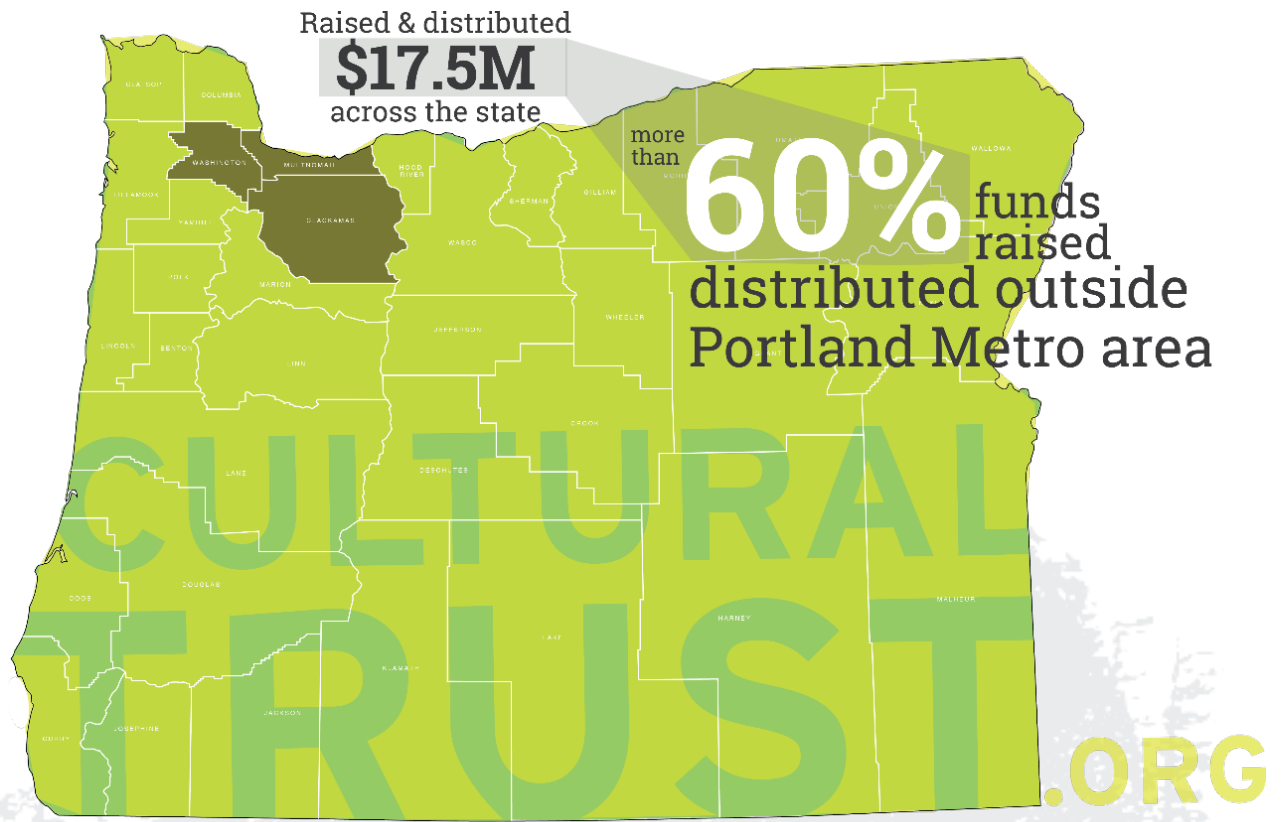 Raised & distributed
$17.5M
across the state
more
than
60%
funds
raised
distributed outside
Portland Metro area
CLATSOP
COLUMBIA
WASHINGTON
MULTNOMAH
HOOD
RIVER
WALLOWA
TILLAMOOK
YAMHILL
CLACKAMAS
SHERMAN
GILLIAM
WASCO
POLK
MARION
LINCOLN
BENTON
LINN
JEFFERSON
WHEELER
GRANT
CROOK
LANE
DESCHUTES
CULTURAL
COOS
DOUGLAS
LAKE
HARNEY
MALHEUR
KLAMATH
TRUST
CURRY
JOSEPHINE
JACKSON
.ORG